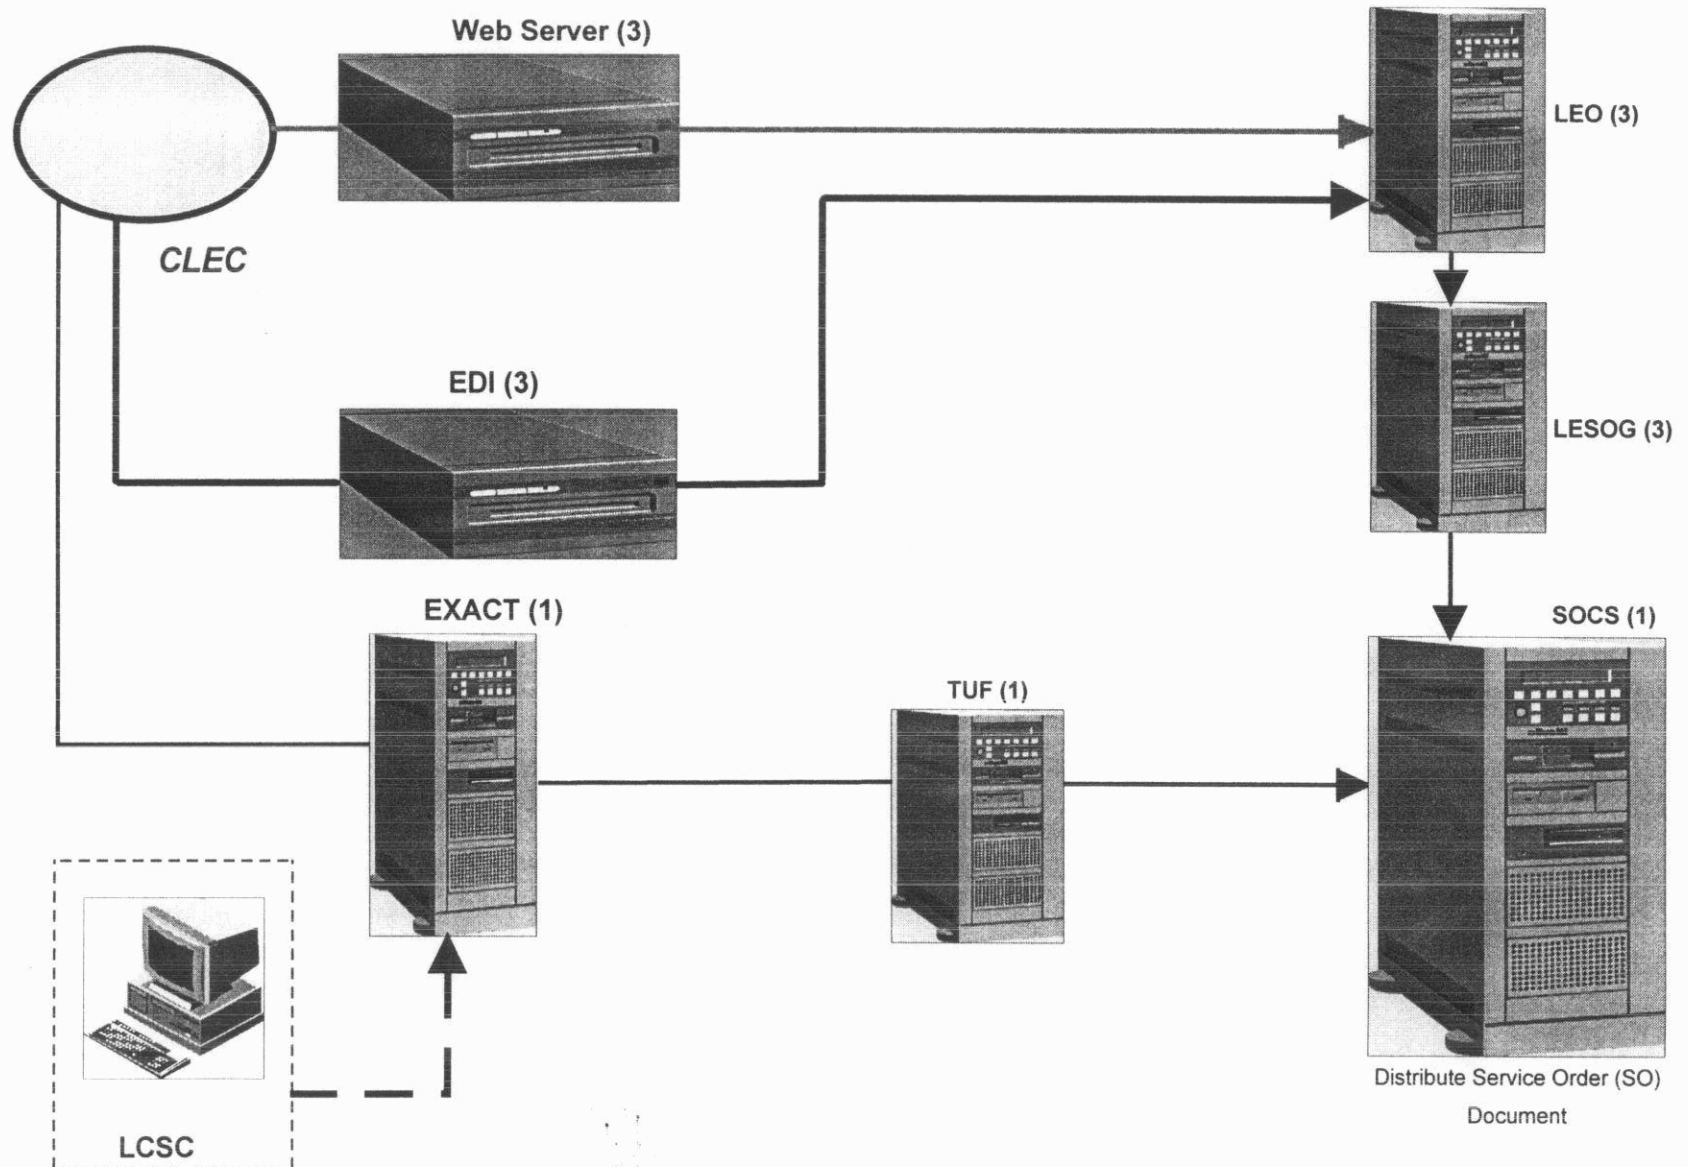 Web Server (3)
LEO (3)
CLEC
EDI (3)
LESOG (3)
EXACT (1)
SOCS (1)
TUF (1)
Distribute Service Order (SO)
Document
LCSC